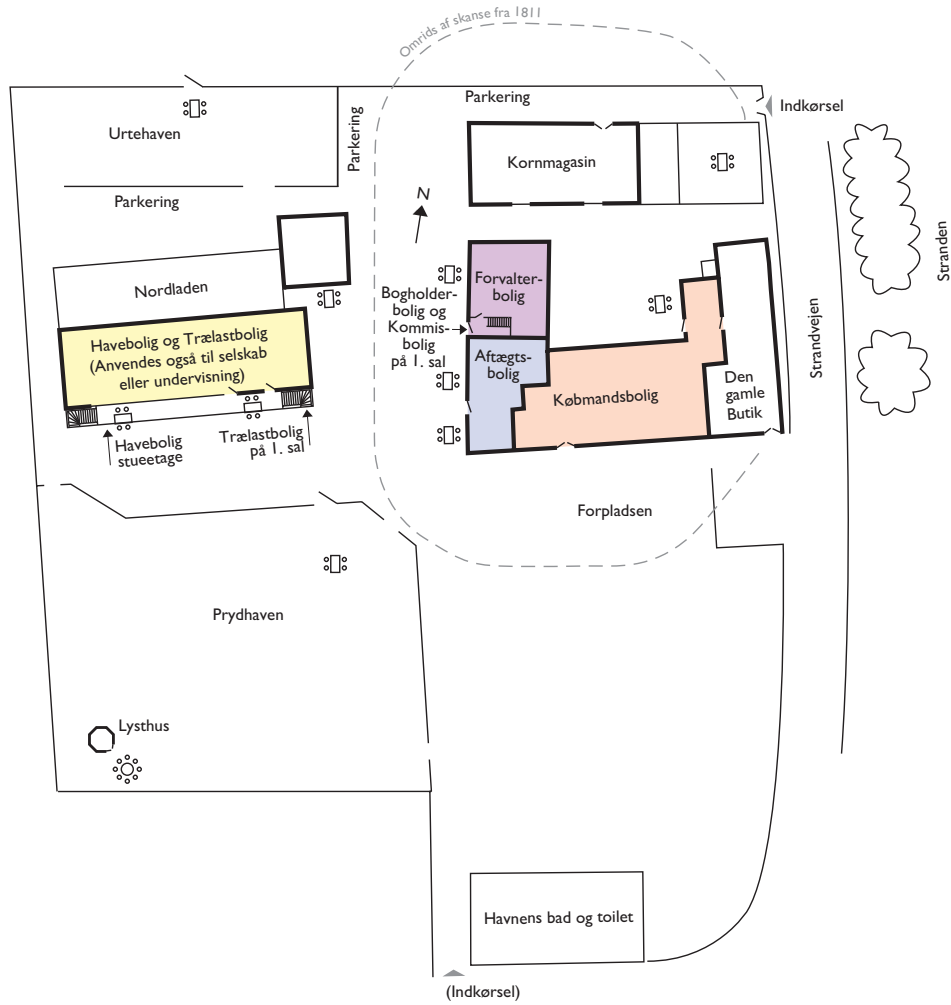 Omrids af skanse fra 1811
Parkering
Indkørsel
Urtehaven
Parkering
Kornmagasin
Parkering
N
Stranden
Nordladen
Forvalter-
bolig
Bogholder-
bolig og
Kommis-
bolig
på 1. sal
Strandvejen
Havebolig og Trælastbolig
(Anvendes også til selskab
eller undervisning)
Aftægts-
bolig
Købmandsbolig
Den
gamle
Butik
Havebolig
stueetage
Trælastbolig
på 1. sal
Forpladsen
Prydhaven
Lysthus
Havnens bad og toilet
(Indkørsel)